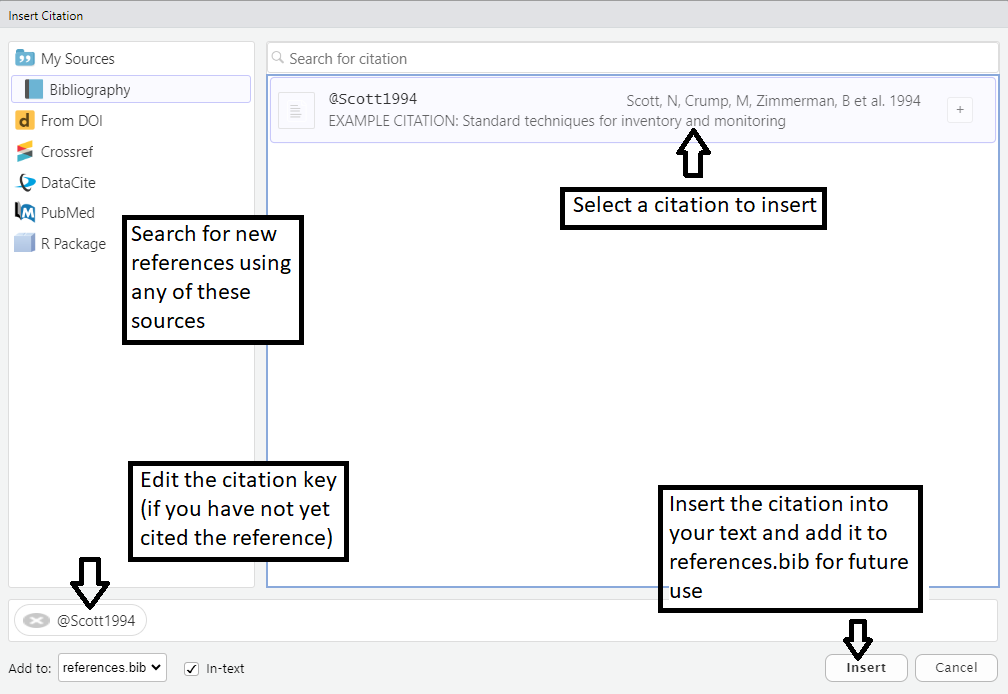 Insert Citation
My Sources
Bibliography
From DOI
Crossref
DataCite
PubMed
R Package
Search for new
references using
any of these
sources
Search for citation
@Scott1994
Scott, N, Crump, M, Zimmerman, B et al. 1994
EXAMPLE CITATION: Standard techniques for inventory and monitoring
+
Select a citation to insert
Edit the citation key
(if you have not yet
cited the reference)
Insert the citation into
your text and add it to
references.bib for future
use
@Scott1994
Add to: references.bib In-text
Insert Cancel